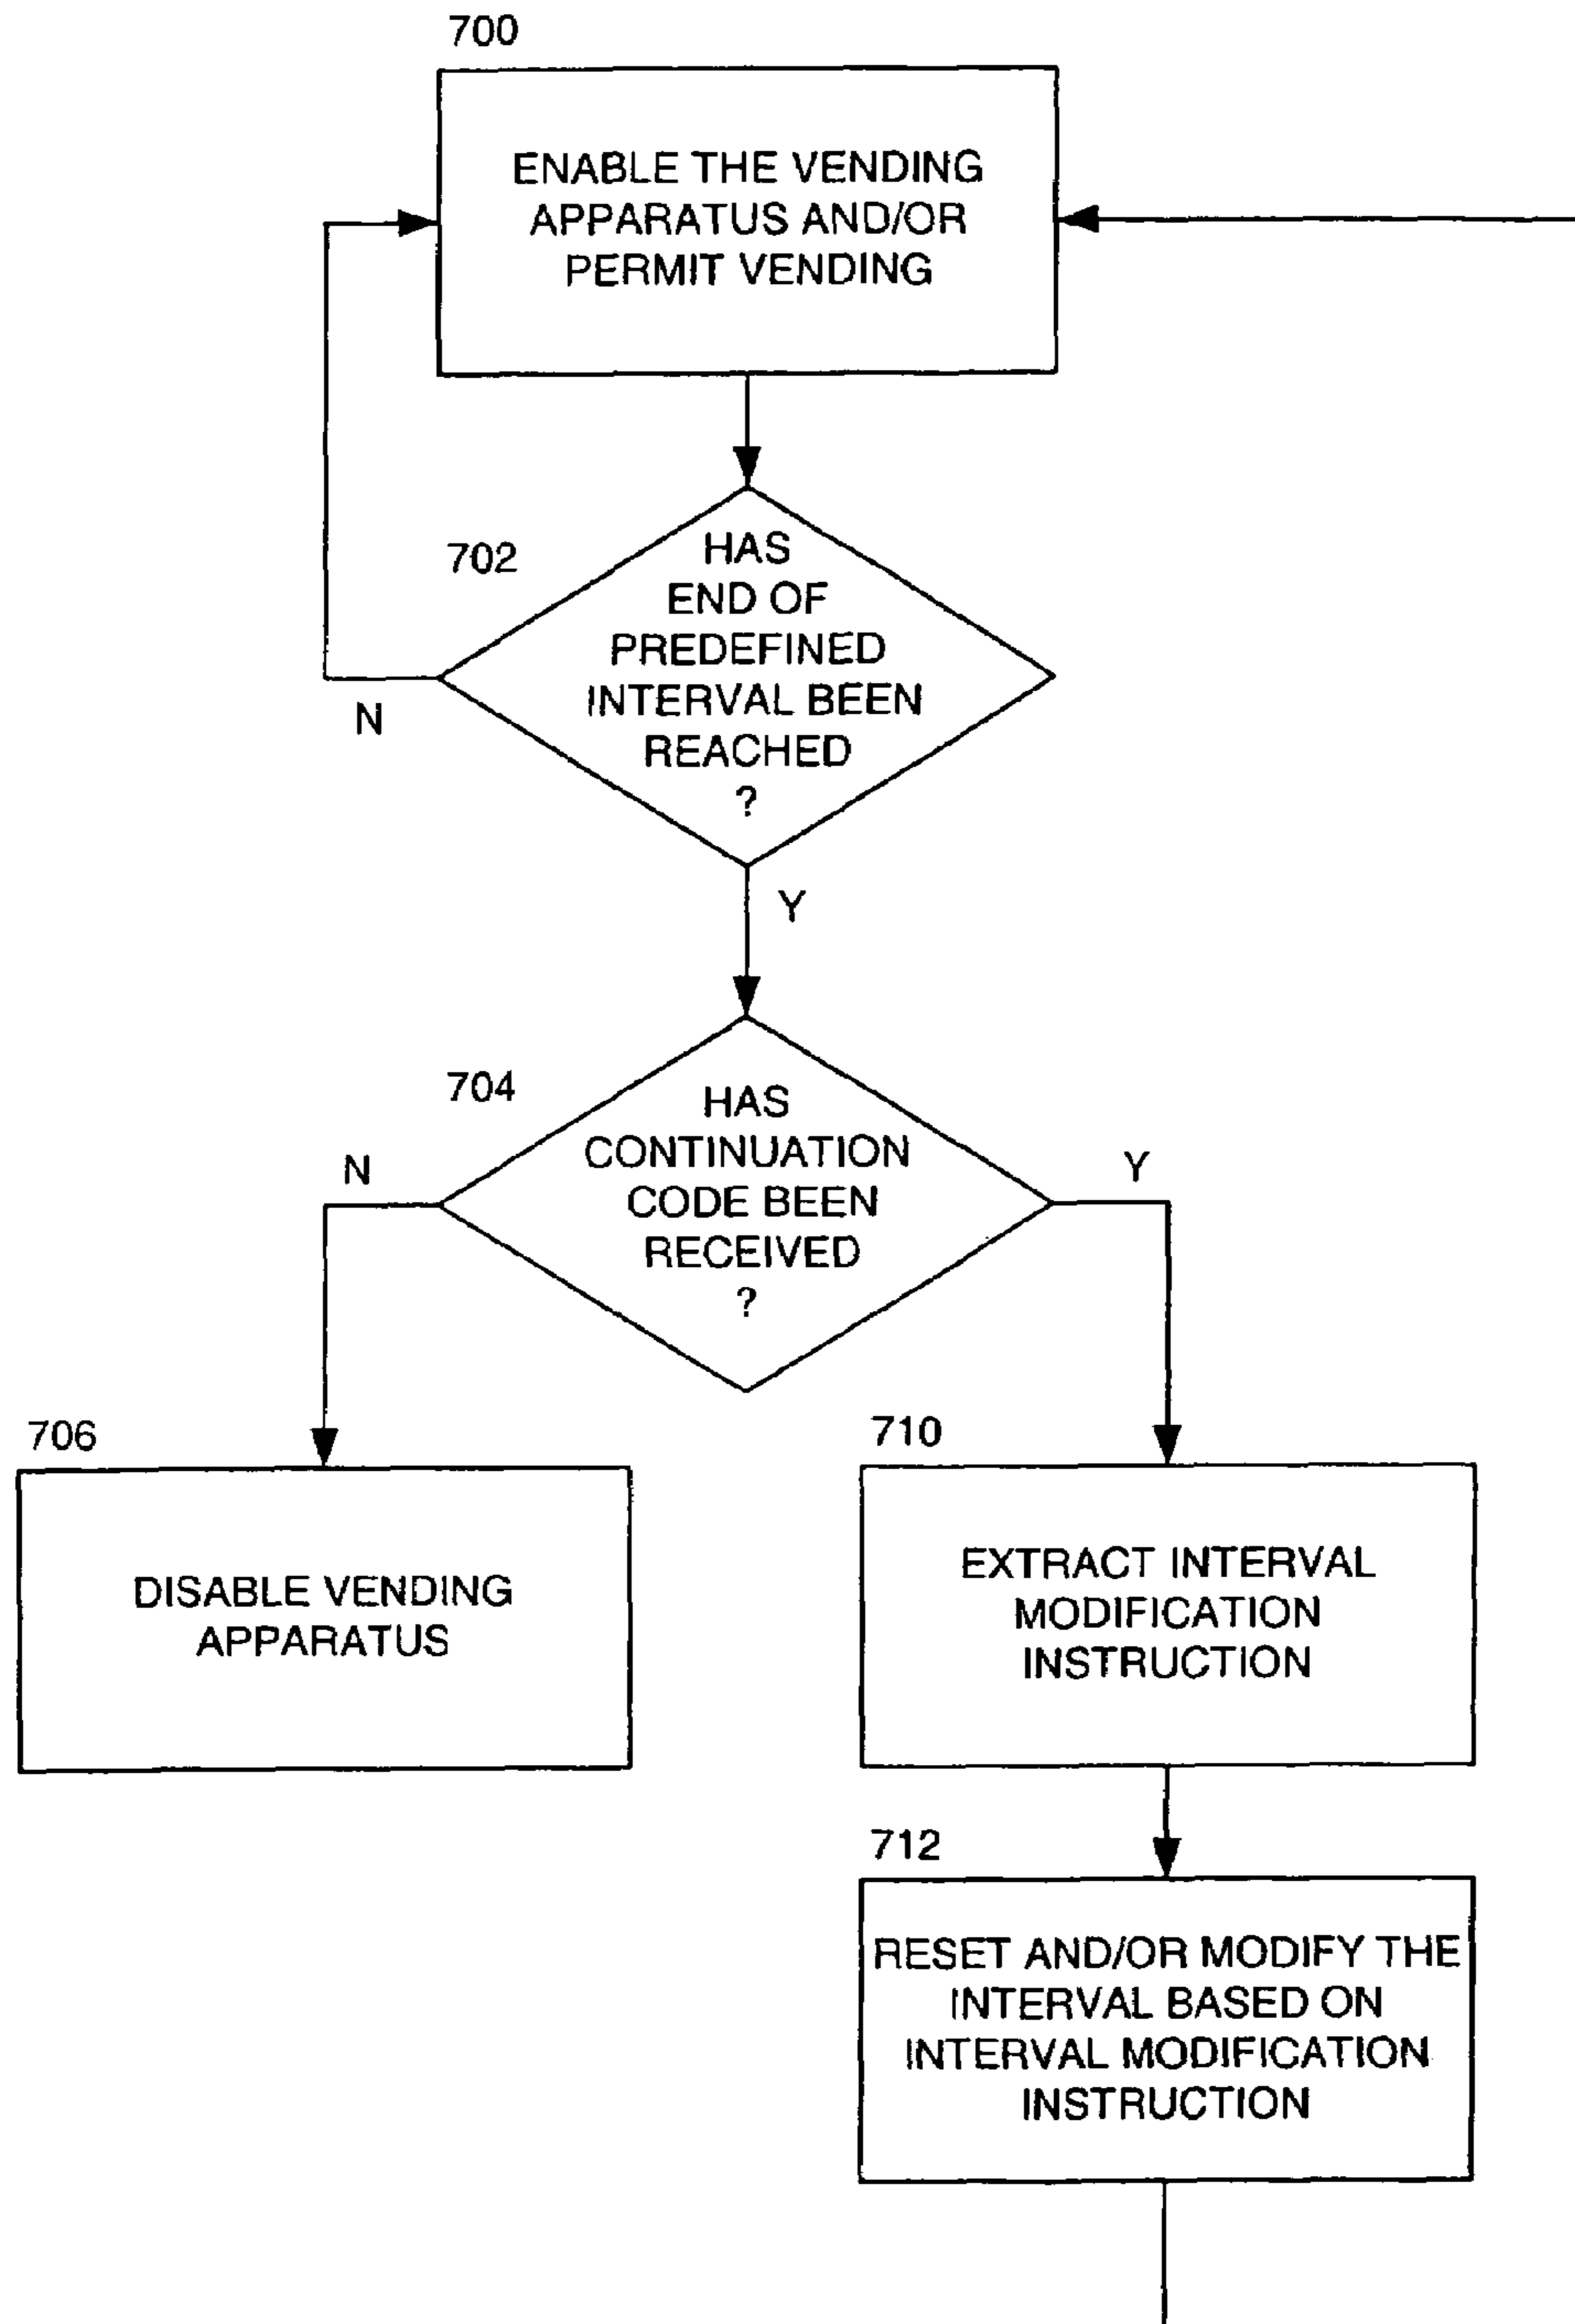 700
ENABLE THE VENDING
APPARATUS AND/OR
PERMIT VENDING
702
HAS
END OF
PREDEFINED
INTERVAL BEEN
REACHED
?
N
Y
704
HAS
CONTINUATION
CODE BEEN
RECEIVED
?
N
Y
706
DISABLE VENDING
APPARATUS
710
EXTRACT INTERVAL
MODIFICATION
INSTRUCTION
712
RESET AND/OR MODIFY THE
INTERVAL BASED ON
INTERVAL MODIFICATION
INSTRUCTION